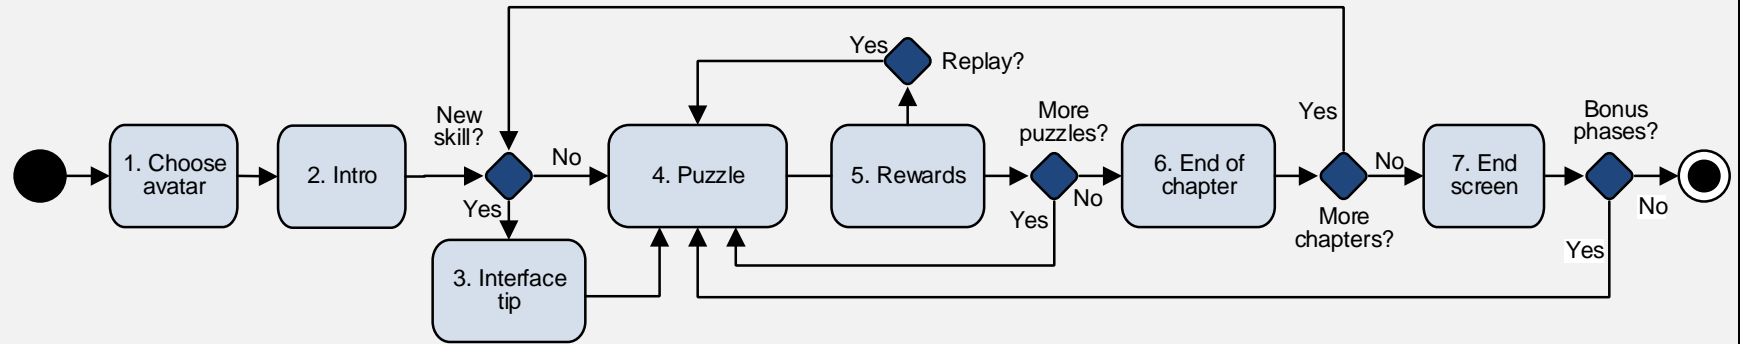 Yes
Replay?
New
skill?
More
puzzles?
Yes
Bonus
phases?
1. Choose
avatar
2. Intro
No
4. Puzzle
5. Rewards
6. End of
chapter
No
7. End
screen
Yes
Yes
No
More
chapters?
No
Yes
3. Interface
tip